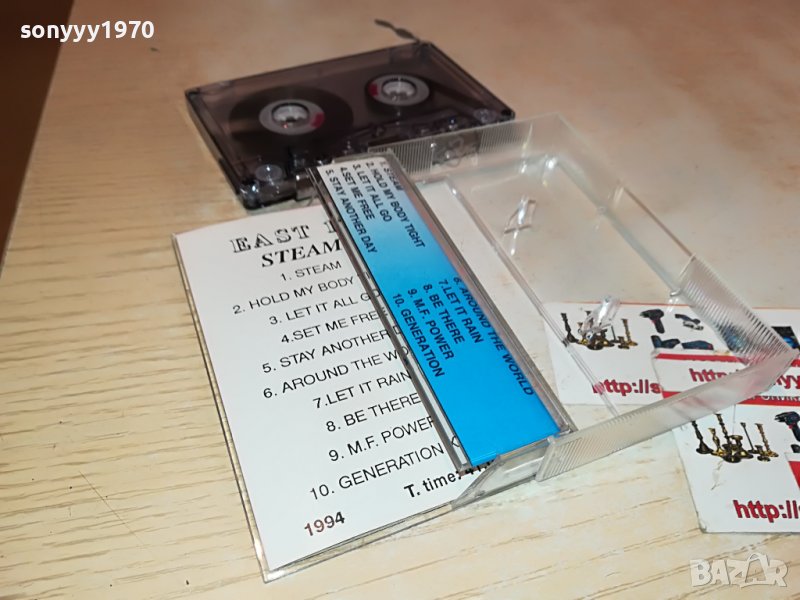 sonyyy1970
EAST
STEAM
1. STEAM
2. HOLD MY BODY
3. LET IT ALL GO
4.SET ME FREE
5. STAY ANOTHER
6. AROUND THE
7.LET IT RAIN
8. BE THERE
9. M.F. POWER
10. GENERATION
1994
T. time:
1. STEAM
2. HOLD MY BODY TIGHT
3. LET IT ALL GO
4.SET ME FREE
5. STAY ANOTHER DAY
6. AROUND THE WORLD
7.LET IT RAIN
8. BE THERE
9. M.F. POWER
10. GENERATION
http://s
http://
http://s
BAZAR